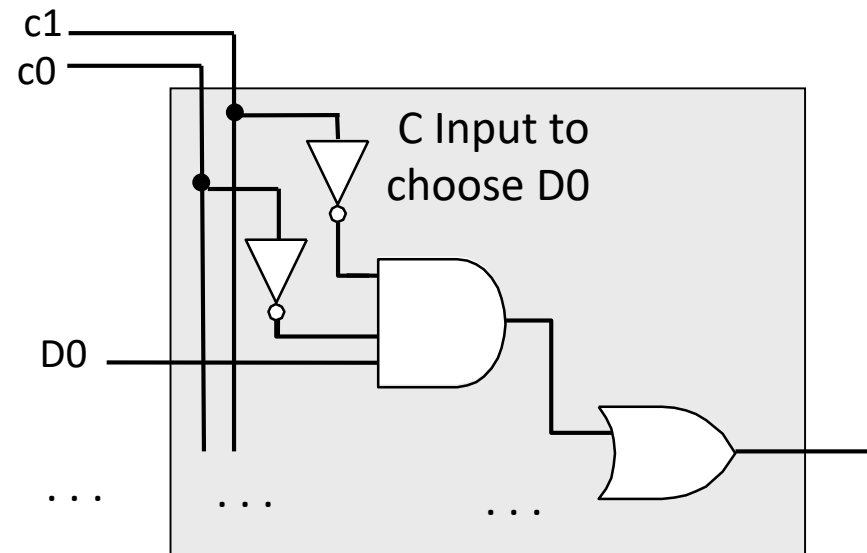 c1
c0
C Input to
choose D0
D0
. . .
. . .
. . .